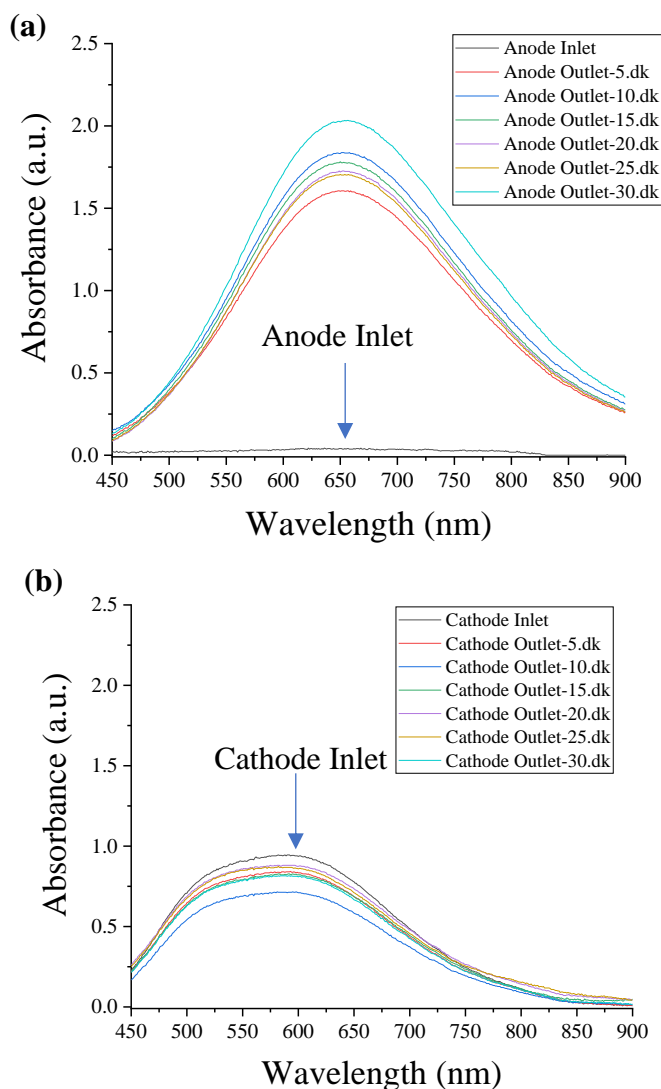 (a)
2.5
2.0
1.5
1.0
0.5
0.0
Absorbance (a.u.)
Anode Inlet
Anode Outlet-5.dk
Anode Outlet-10.dk
Anode Outlet-15.dk
Anode Outlet-20.dk
Anode Outlet-25.dk
Anode Outlet-30.dk
Anode Inlet
450 500 550 600 650 700 750 800 850 900
Wavelength (nm)
(b)
2.5
2.0
1.5
1.0
0.5
0.0
Absorbance (a.u.)
Cathode Inlet
Cathode Outlet-5.dk
Cathode Outlet-10.dk
Cathode Outlet-15.dk
Cathode Outlet-20.dk
Cathode Outlet-25.dk
Cathode Outlet-30.dk
Cathode Inlet
450 500 550 600 650 700 750 800 850 900
Wavelength (nm)